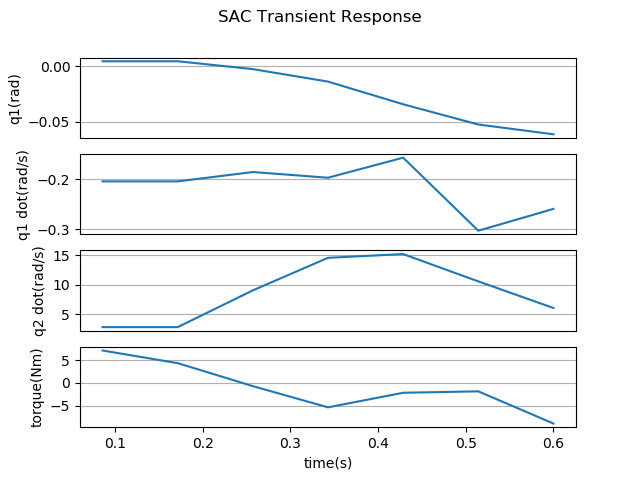 SAC Transient Response
q1(rad)
0.00
−0.05
q1 dot(rad/s)
−0.2
−0.3
q2 dot(rad/s)
15
10
5
torque(Nm)
5
0
−5
0.1 0.2 0.3 0.4 0.5 0.6
time(s)